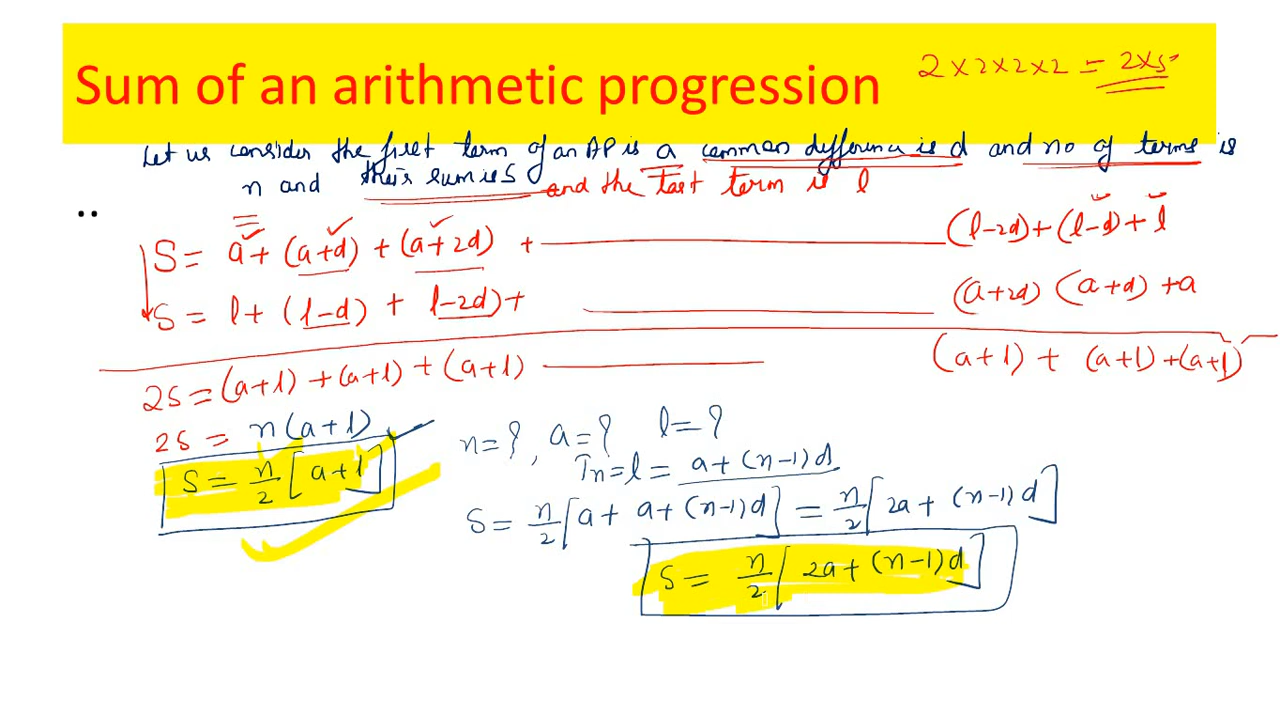 Sum of an arithmetic progression
2×2×2×2 = 2×5
Let us consider the first term of an AP is a common difference is d and no of terms is
n and their sum is S and the last term is l
..
S = a + (a+d) + (a+2d) + (l-2d)+(l-d)+ l
S = l + (l-d) + l-2d)+ (a+2d) (a+d) +a
2S = (a+l) + (a+l) + (a+l) (a+l) + (a+l) +(a+l)
2S = n(a+l)
S = n/2 [a+l]
n=?, a=? l=?
Tn=l= a+(n-1)d
S= n/2 [a+ a+(n-1)d] = n/2 [2a+ (n-1)d]
S = n/2 [2a+(n-1)d]